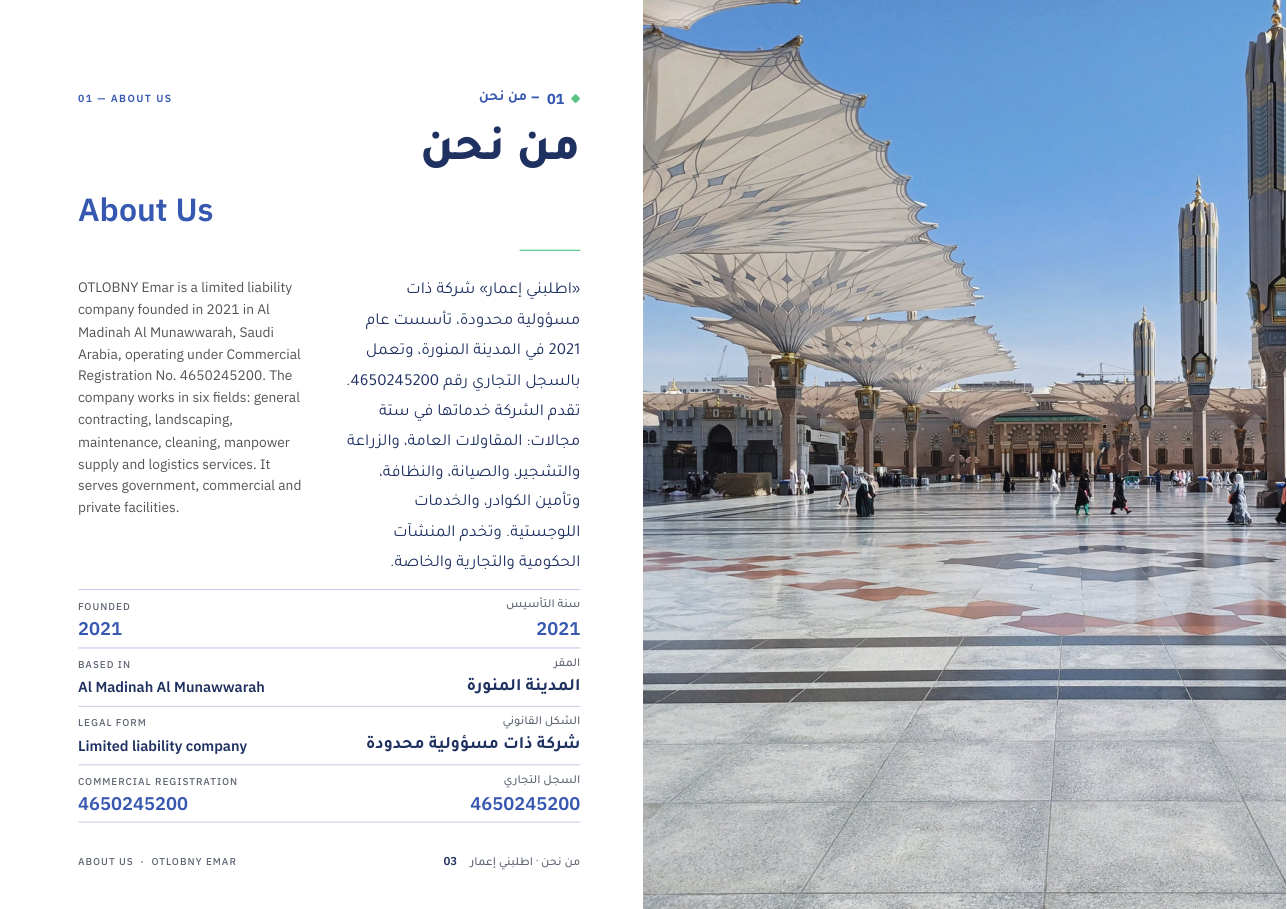 01 — ABOUT US
01 – من نحن
من نحن
About Us
OTLOBNY Emar is a limited liability
company founded in 2021 in Al
Madinah Al Munawwarah, Saudi
Arabia, operating under Commercial
Registration No. 4650245200. The
company works in six fields: general
contracting, landscaping,
maintenance, cleaning, manpower
supply and logistics services. It
serves government, commercial and
private facilities.
«اطلبني إعمار» شركة ذات
مسؤولية محدودة، تأسست عام
2021 في المدينة المنورة، وتعمل
بالسجل التجاري رقم 4650245200.
تقدم الشركة خدماتها في ستة
مجالات: المقاولات العامة، والزراعة
والتشجير، والصيانة، والنظافة،
وتأمين الكوادر، والخدمات
اللوجستية. وتخدم المنشآت
الحكومية والتجارية والخاصة.
FOUNDED
سنة التأسيس
2021
2021
BASED IN
المقر
Al Madinah Al Munawwarah
المدينة المنورة
LEGAL FORM
الشكل القانوني
Limited liability company
شركة ذات مسؤولية محدودة
COMMERCIAL REGISTRATION
السجل التجاري
4650245200
4650245200
ABOUT US · OTLOBNY EMAR
من نحن · اطلبني إعمار 03